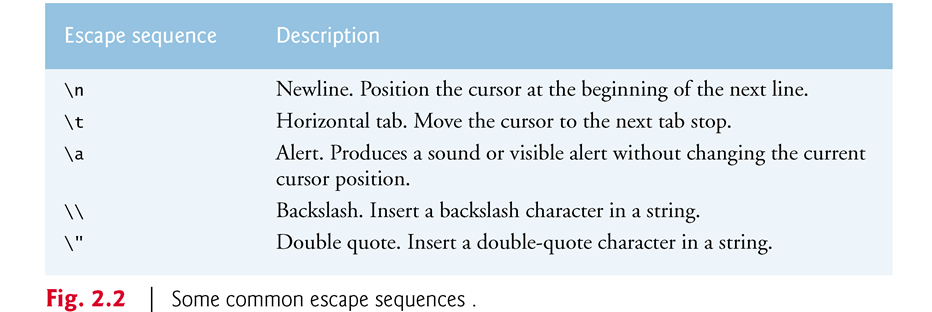 Escape sequence Description
\n Newline. Position the cursor at the beginning of the next line.
\t Horizontal tab. Move the cursor to the next tab stop.
\a Alert. Produces a sound or visible alert without changing the current
cursor position.
\\ Backslash. Insert a backslash character in a string.
\" Double quote. Insert a double-quote character in a string.
Fig. 2.2 | Some common escape sequences .